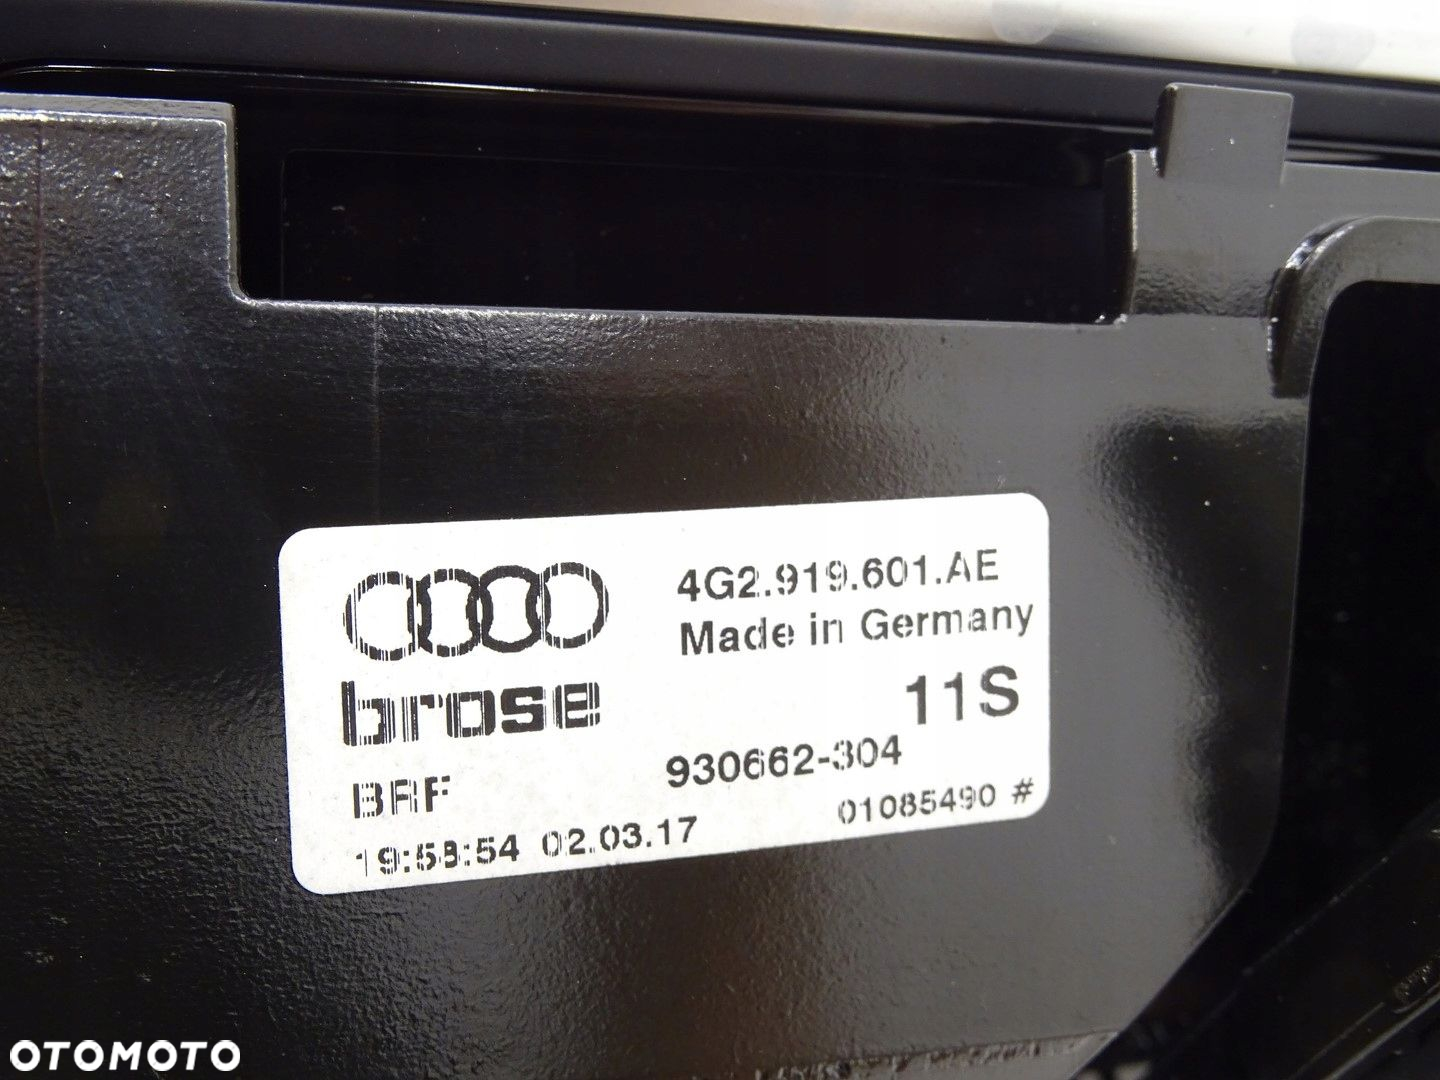 4G2.919.601.AE
Made in Germany
brose
11S
930662-304
BRF
01085490 #
19:58:54 02.03.17
OTOMOTO